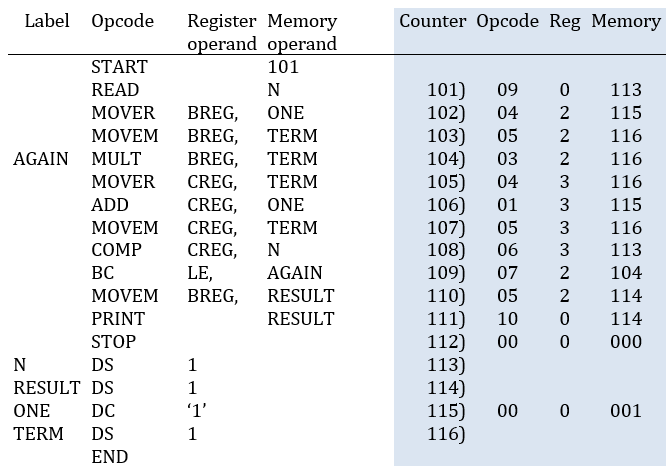 Label Opcode Register operand Memory operand Counter Opcode Reg Memory
START 101
READ N 101) 09 0 113
MOVER BREG, ONE 102) 04 2 115
MOVEM BREG, TERM 103) 05 2 116
AGAIN MULT BREG, TERM 104) 03 2 116
MOVER CREG, TERM 105) 04 3 116
ADD CREG, ONE 106) 01 3 115
MOVEM CREG, TERM 107) 05 3 116
COMP CREG, N 108) 06 3 113
BC LE, AGAIN 109) 07 2 104
MOVEM BREG, RESULT 110) 05 2 114
PRINT RESULT 111) 10 0 114
STOP 112) 00 0 000
N DS 1 113)
RESULT DS 1 114)
ONE DC ‘1’ 115) 00 0 001
TERM DS 1 116)
END